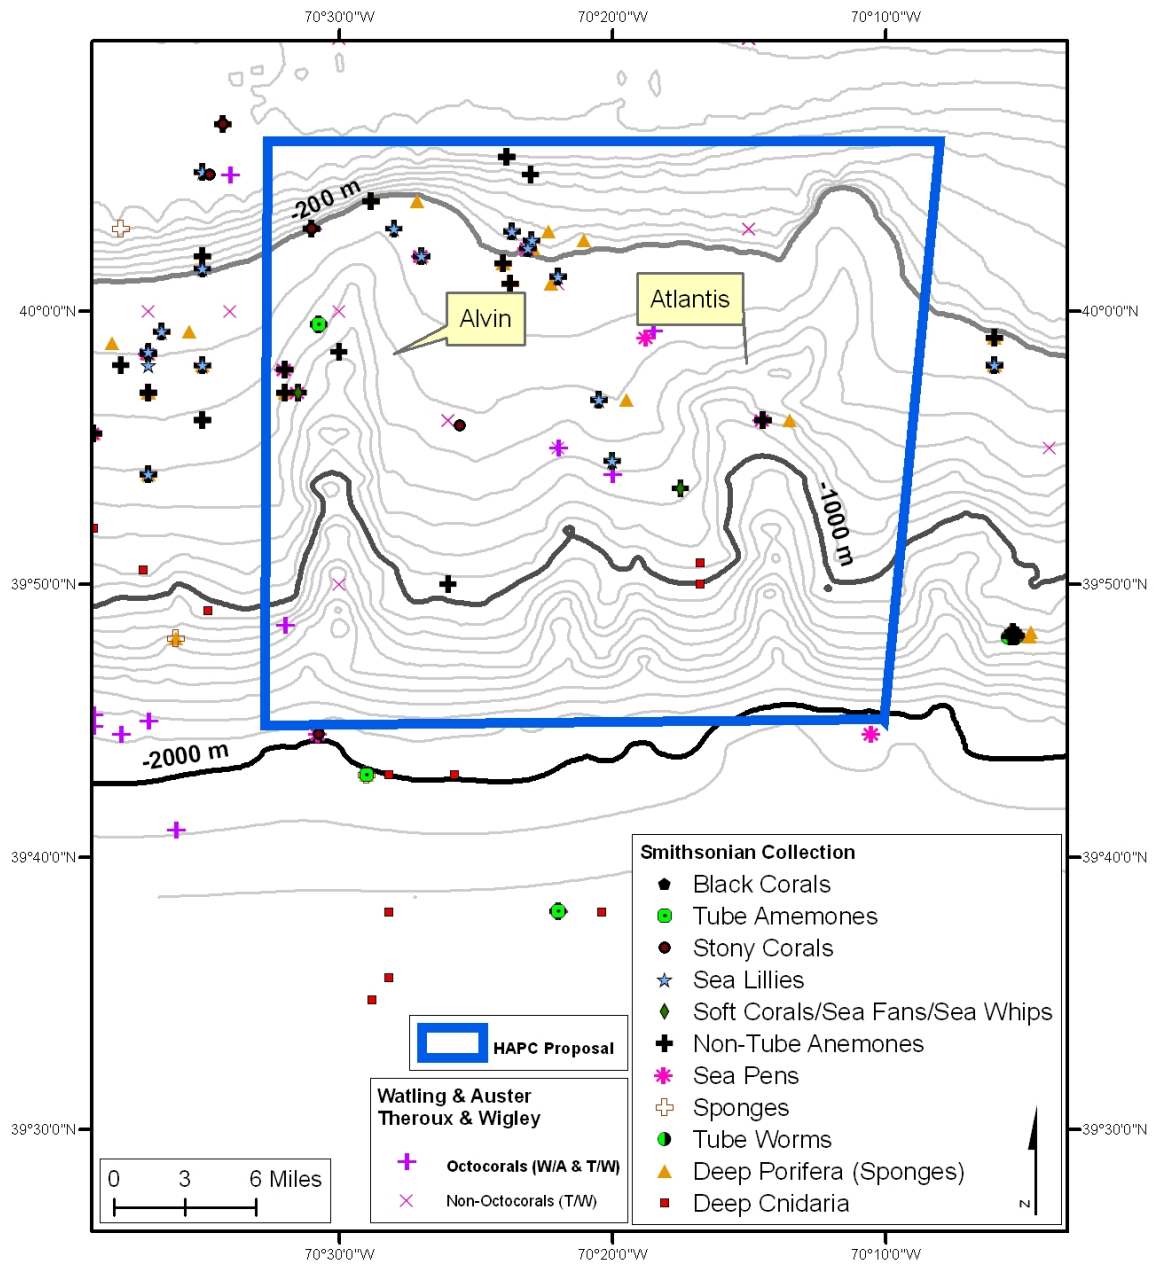 70°30'0"W
70°20'0"W
70°10'0"W
-200 m
40°0'0"N
Alvin
Atlantis
40°0'0"N
-1000 m
39°50'0"N
39°50'0"N
-2000 m
39°40'0"N
39°40'0"N
Smithsonian Collection
Black Corals
Tube Amemones
Stony Corals
Sea Lillies
Soft Corals/Sea Fans/Sea Whips
Non-Tube Anemones
Sea Pens
Sponges
Tube Worms
Deep Porifera (Sponges)
Deep Cnidaria
HAPC Proposal
Watling & Auster
Theroux & Wigley
Octocorals (W/A & T/W)
Non-Octocorals (T/W)
39°30'0"N
39°30'0"N
0 3 6 Miles
N
70°30'0"W
70°20'0"W
70°10'0"W